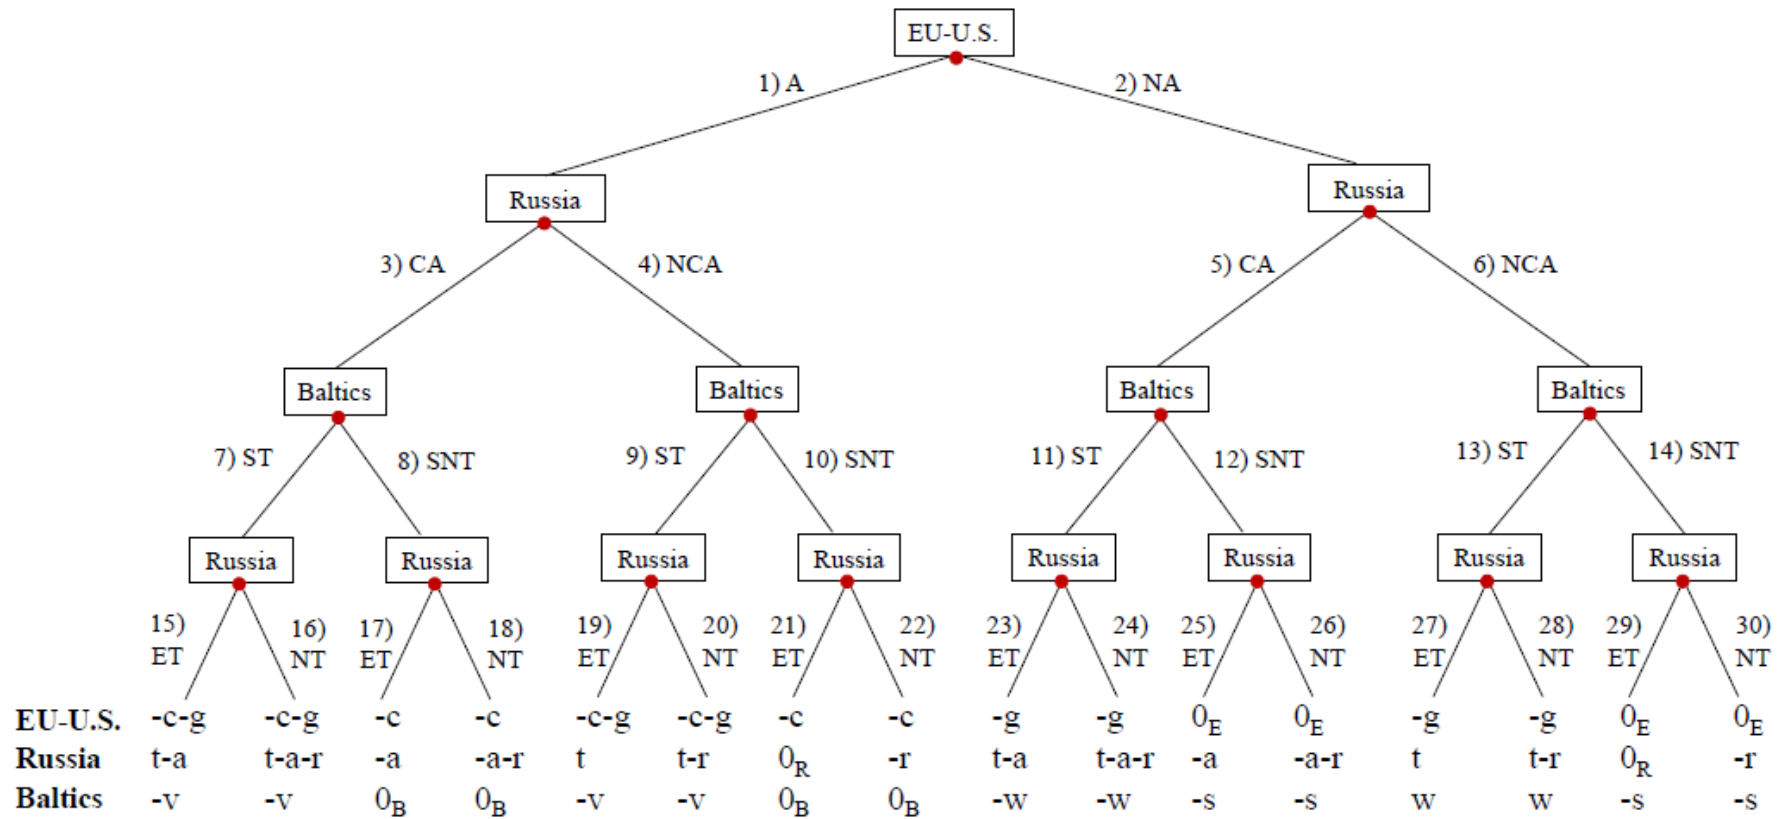 EU-U.S.
1) A 2) NA
Russia Russia
3) CA 4) NCA 5) CA 6) NCA
Baltics Baltics Baltics Baltics
7) ST 8) SNT 9) ST 10) SNT 11) ST 12) SNT 13) ST 14) SNT
Russia Russia Russia Russia Russia Russia Russia Russia
15) 16) 17) 18) 19) 20) 21) 22) 23) 24) 25) 26) 27) 28) 29) 30)
ET NT ET NT ET NT ET NT ET NT ET NT ET NT ET NT
EU-U.S. -c-g -c-g -c -c -c-g -c-g -c -c -g -g 0E 0E -g -g 0E 0E
Russia t-a t-a-r -a -a-r t t-r 0R -r t-a t-a-r -a -a-r t t-r 0R -r
Baltics -v -v 0B 0B -v -v 0B 0B -w -w -s -s w w -s -s